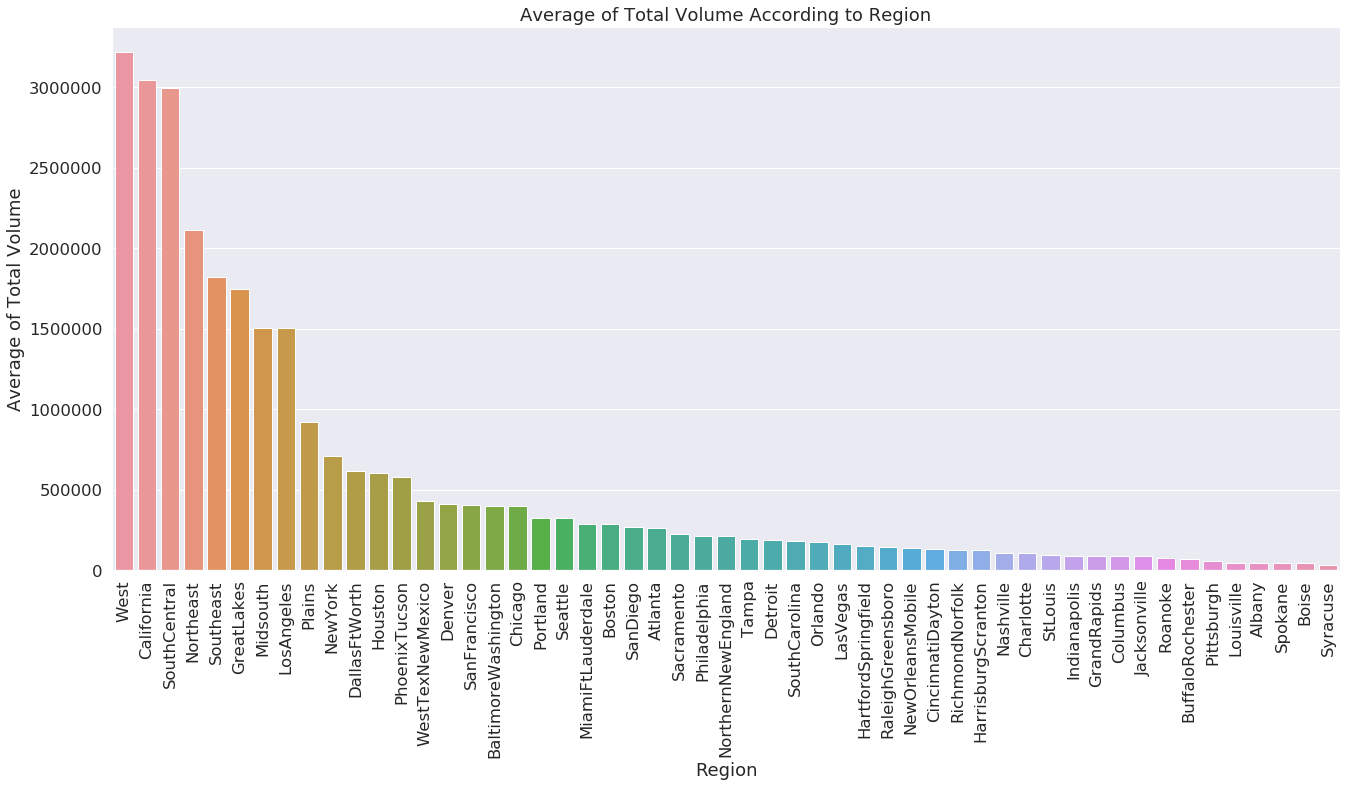 Average of Total Volume According to Region
Average of Total Volume
3000000
2500000
2000000
1500000
1000000
500000
0
West
California
SouthCentral
Northeast
Southeast
GreatLakes
Midsouth
LosAngeles
Plains
NewYork
DallasFtWorth
Houston
PhoenixTucson
WestTexNewMexico
Denver
SanFrancisco
BaltimoreWashington
Chicago
Portland
Seattle
MiamiFtLauderdale
Boston
SanDiego
Atlanta
Sacramento
Philadelphia
NorthernNewEngland
Tampa
Detroit
SouthCarolina
Orlando
LasVegas
HartfordSpringfield
RaleighGreensboro
NewOrleansMobile
CincinnatiDayton
RichmondNorfolk
HarrisburgScranton
Nashville
Charlotte
StLouis
Indianapolis
GrandRapids
Columbus
Jacksonville
Roanoke
BuffaloRochester
Pittsburgh
Louisville
Albany
Spokane
Boise
Syracuse
Region